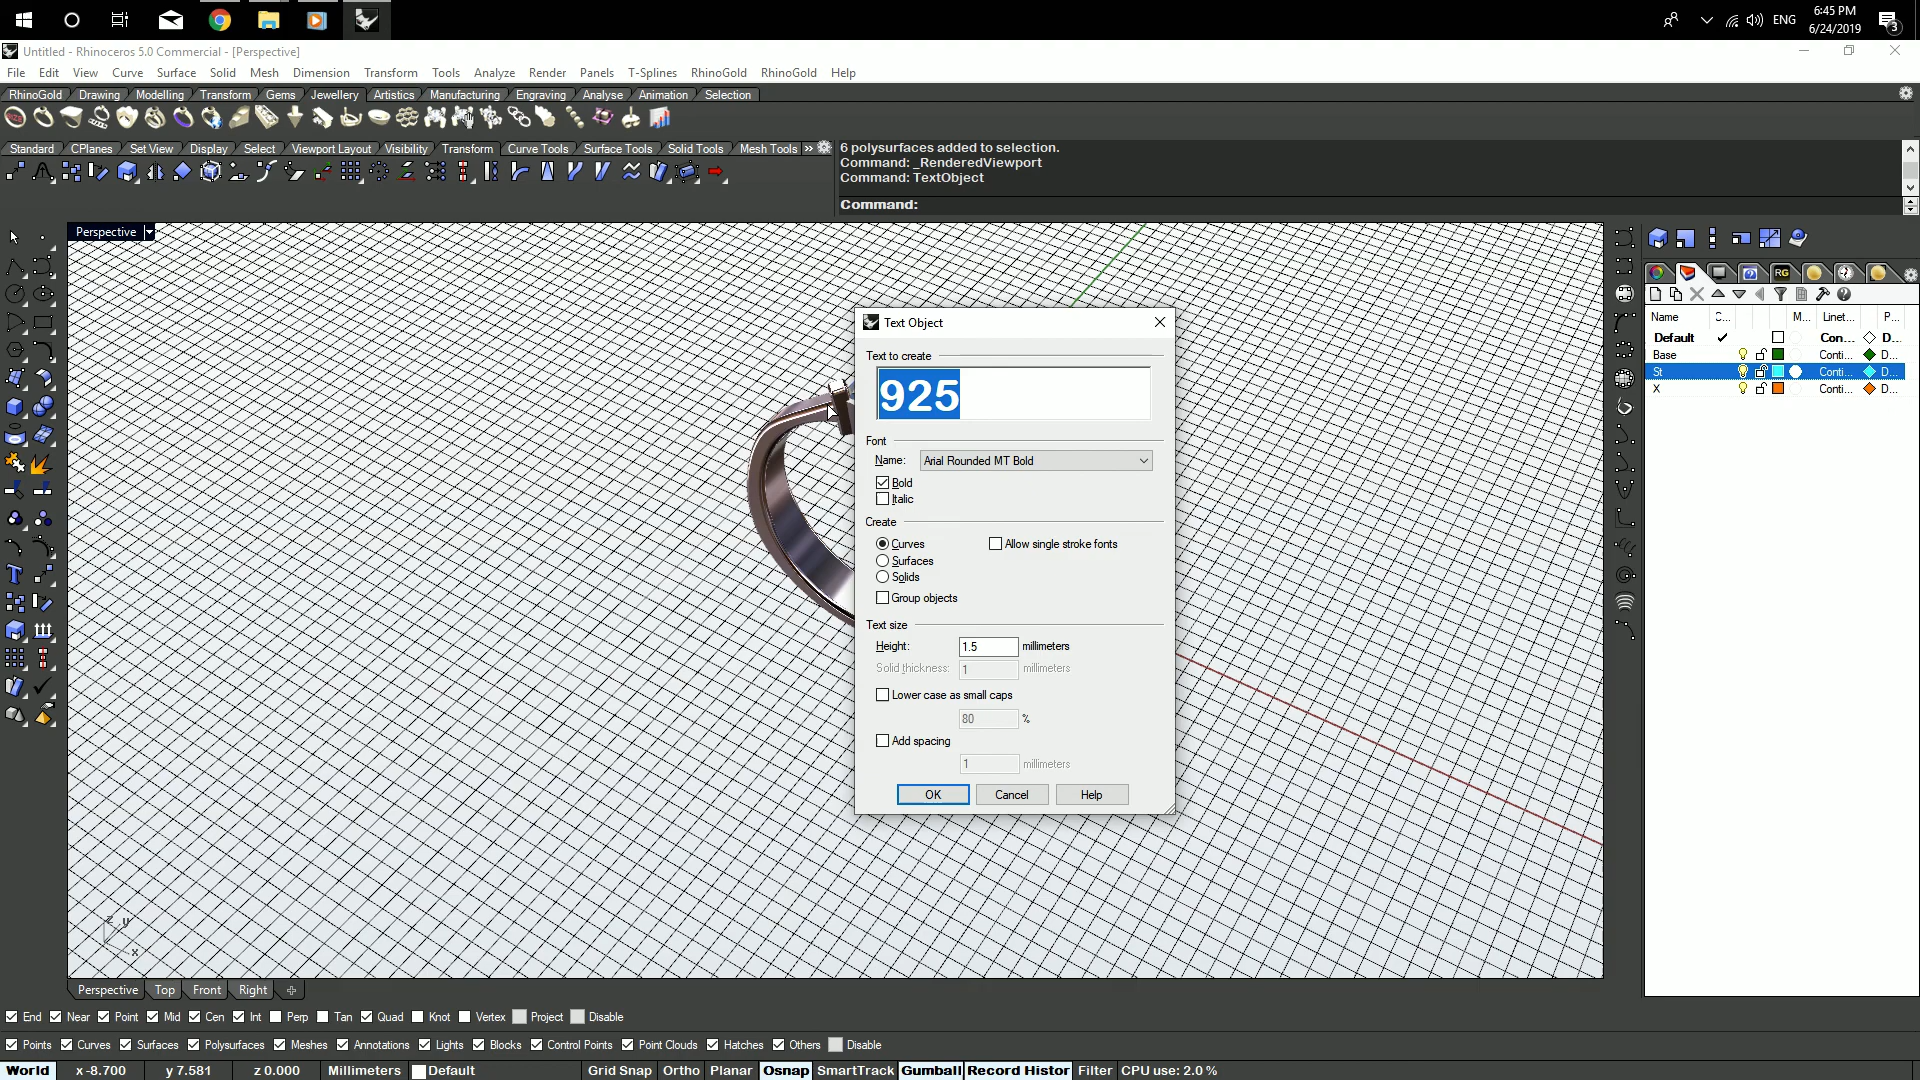 ENG
6:45 PM
6/24/2019
3
Untitled - Rhinoceros 5.0 Commercial - [Perspective]
File Edit View Curve Surface Solid Mesh Dimension Transform Tools Analyze Render Panels T-Splines RhinoGold RhinoGold Help
RhinoGold Drawing Modelling Transform Gems Jewellery Artistics Manufacturing Engraving Analyse Animation Selection
Standard CPlanes Set View Display Select Viewport Layout Visibility Transform Curve Tools Surface Tools Solid Tools Mesh Tools »
6 polysurfaces added to selection.
Command: _RenderedViewport
Command: TextObject
Command:
Perspective
RG
Name C... M... Linet... P...
Default Con... D...
Base Conti... D...
St Conti... D...
X Conti... D...
Text Object
Text to create
925
Font
Name: Arial Rounded MT Bold
Bold
Italic
Create
Curves Allow single stroke fonts
Surfaces
Solids
Group objects
Text size
Height: 1.5 millimeters
Solid thickness: 1 millimeters
Lower case as small caps
80 %
Add spacing
1 millimeters
OK Cancel Help
z y
x
Perspective Top Front Right
End Near Point Mid Cen Int Perp Tan Quad Knot Vertex Project Disable
Points Curves Surfaces Polysurfaces Meshes Annotations Lights Blocks Control Points Point Clouds Hatches Others Disable
World x -8.700 y 7.581 z 0.000 Millimeters Default Grid Snap Ortho Planar Osnap SmartTrack Gumball Record Histor Filter CPU use: 2.0 %